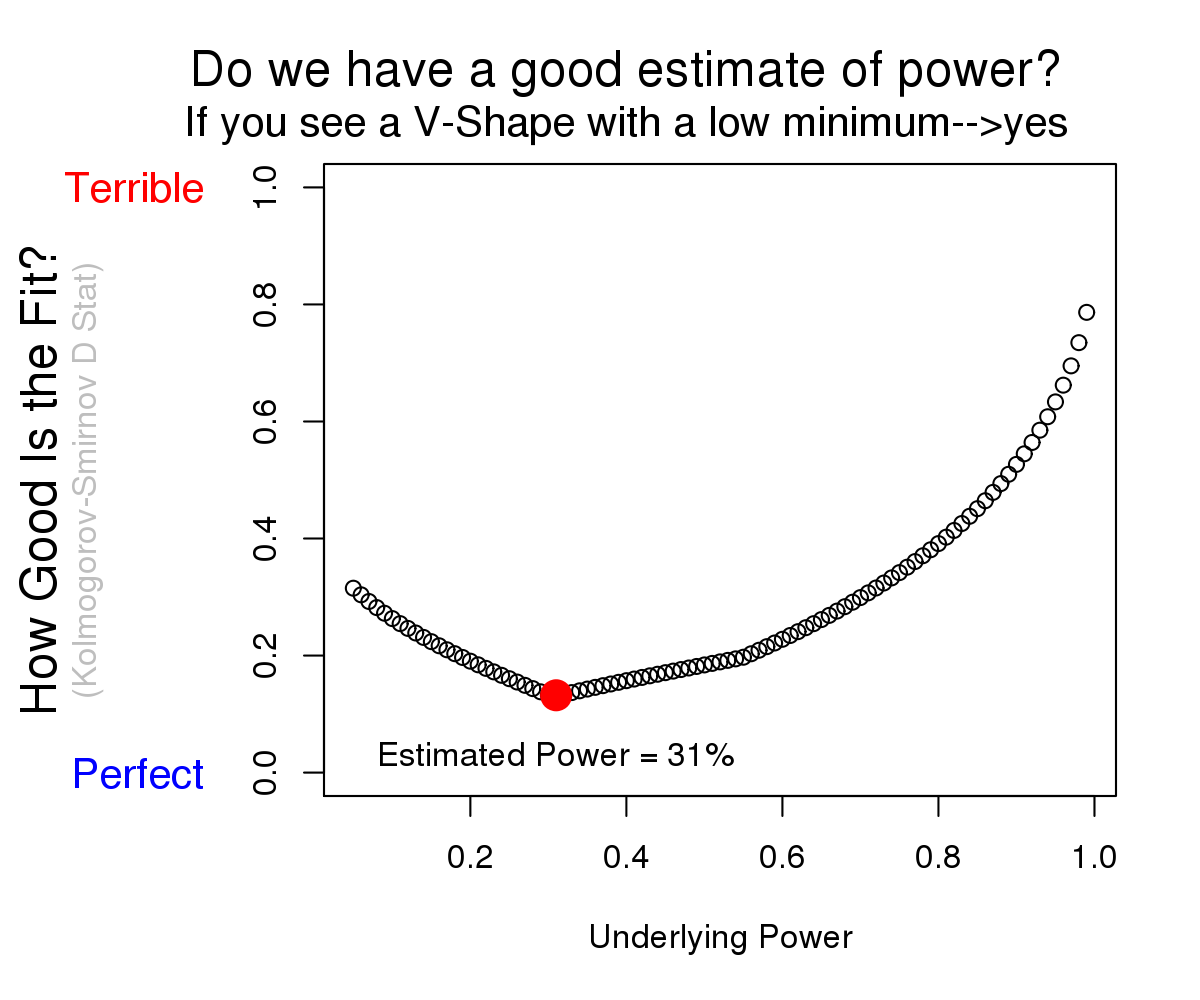 Do we have a good estimate of power?
If you see a V-Shape with a low minimum-->yes
Terrible
How Good Is the Fit?
(Kolmogorov-Smirnov D Stat)
Perfect
1.0
0.8
0.6
0.4
0.2
0.0
Estimated Power = 31%
0.2 0.4 0.6 0.8 1.0
Underlying Power